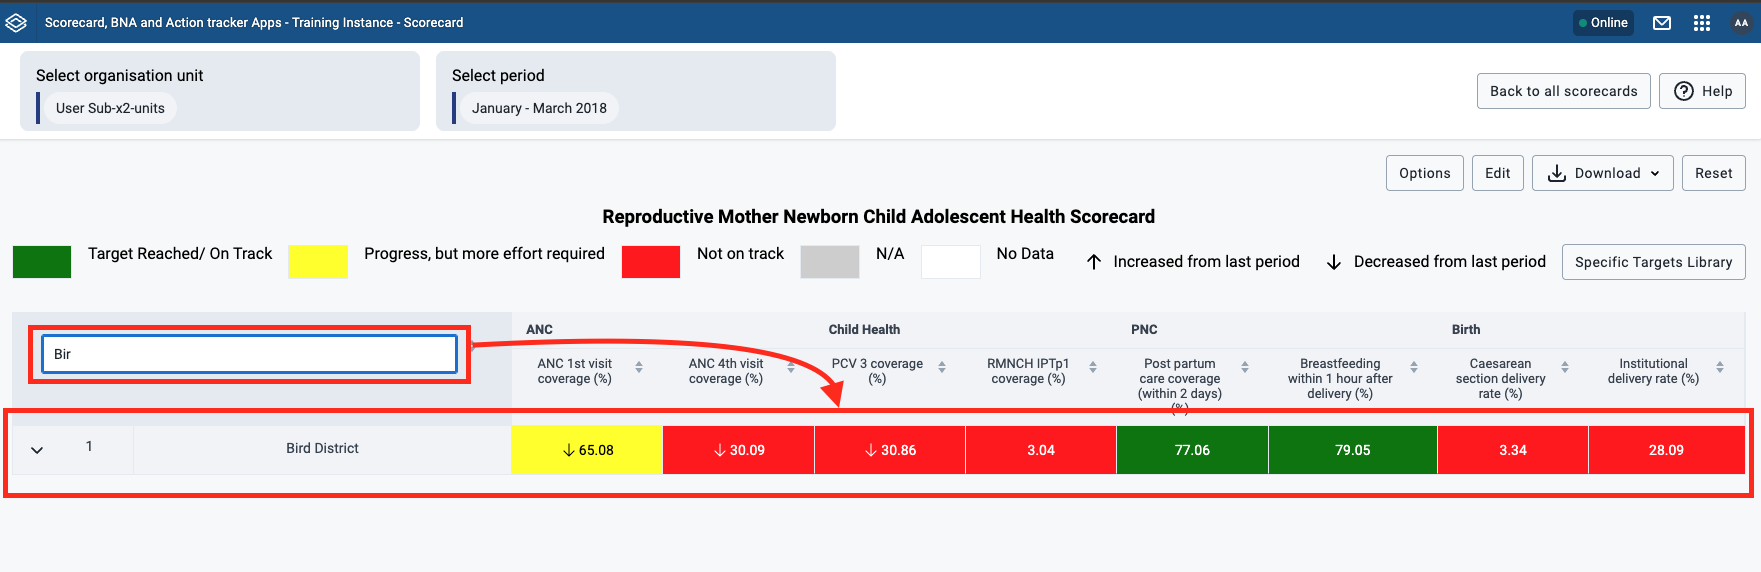 Scorecard, BNA and Action tracker Apps - Training Instance - Scorecard
Online
AA
Select organisation unit
User Sub-x2-units
Select period
January - March 2018
Back to all scorecards
Help
Options
Edit
Download
Reset
Reproductive Mother Newborn Child Adolescent Health Scorecard
Target Reached/ On Track
Progress, but more effort required
Not on track
N/A
No Data
↑ Increased from last period
↓ Decreased from last period
Specific Targets Library
Bir
ANC
Child Health
PNC
Birth
ANC 1st visit
coverage (%)
ANC 4th visit
coverage (%)
PCV 3 coverage
(%)
RMNCH IPTp1
coverage (%)
Post partum
care coverage
(within 2 days)
(%)
Breastfeeding
within 1 hour after
delivery (%)
Caesarean
section delivery
rate (%)
Institutional
delivery rate (%)
1
Bird District
↓ 65.08
↓ 30.09
↓ 30.86
3.04
77.06
79.05
3.34
28.09